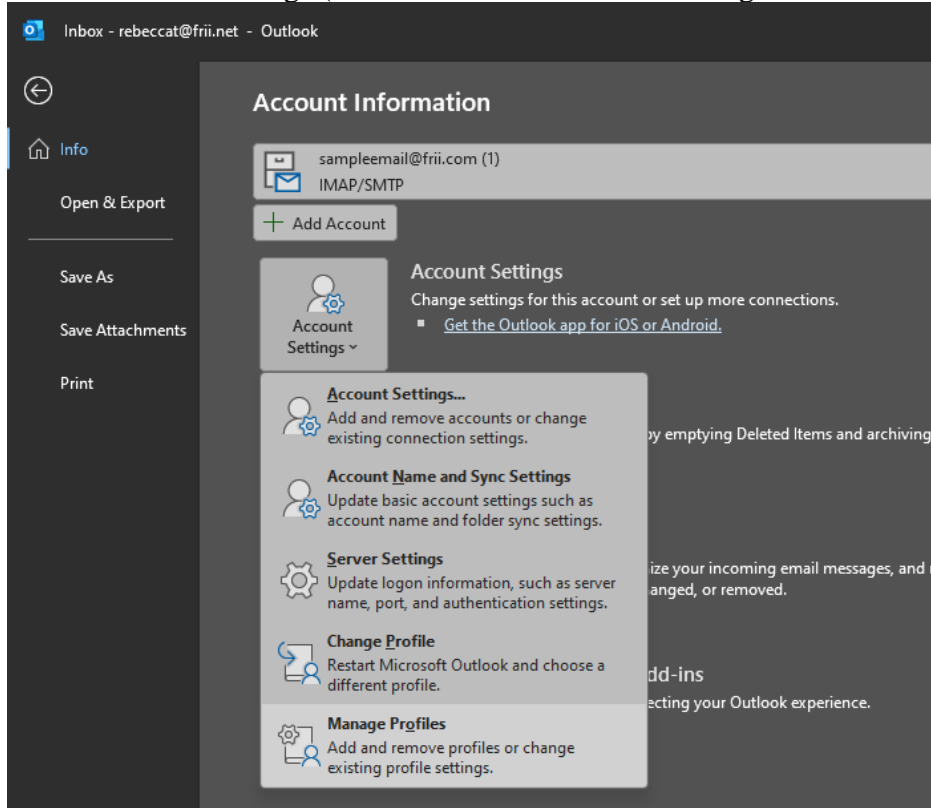 Inbox - rebeccat@frii.net - Outlook
Account Information
Info
sampleemail@frii.com (1)
IMAP/SMTP
Open & Export
Add Account
Save As
Account Settings
Change settings for this account or set up more connections.
Get the Outlook app for iOS or Android.
Save Attachments
Account
Settings
Print
Account Settings...
Add and remove accounts or change
existing connection settings.
by emptying Deleted Items and archiving
Account Name and Sync Settings
Update basic account settings such as
account name and folder sync settings.
Server Settings
Update logon information, such as server
name, port, and authentication settings.
ize your incoming email messages, and
anged, or removed.
Change Profile
Restart Microsoft Outlook and choose a
different profile.
dd-ins
ecting your Outlook experience.
Manage Profiles
Add and remove profiles or change
existing profile settings.